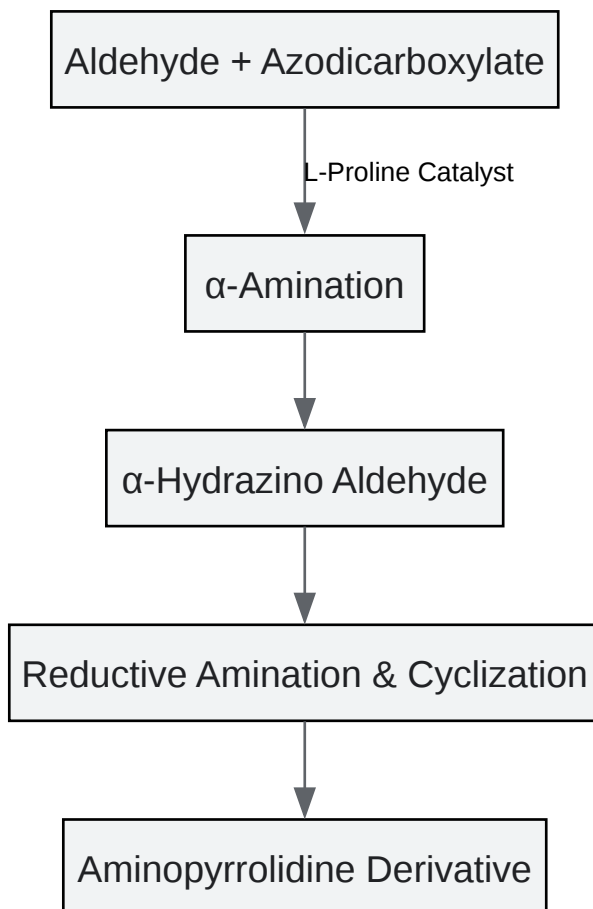 Aldehyde + Azodicarboxylate
L-Proline Catalyst
α-Amination
α-Hydrazino Aldehyde
Reductive Amination & Cyclization
Aminopyrrolidine Derivative